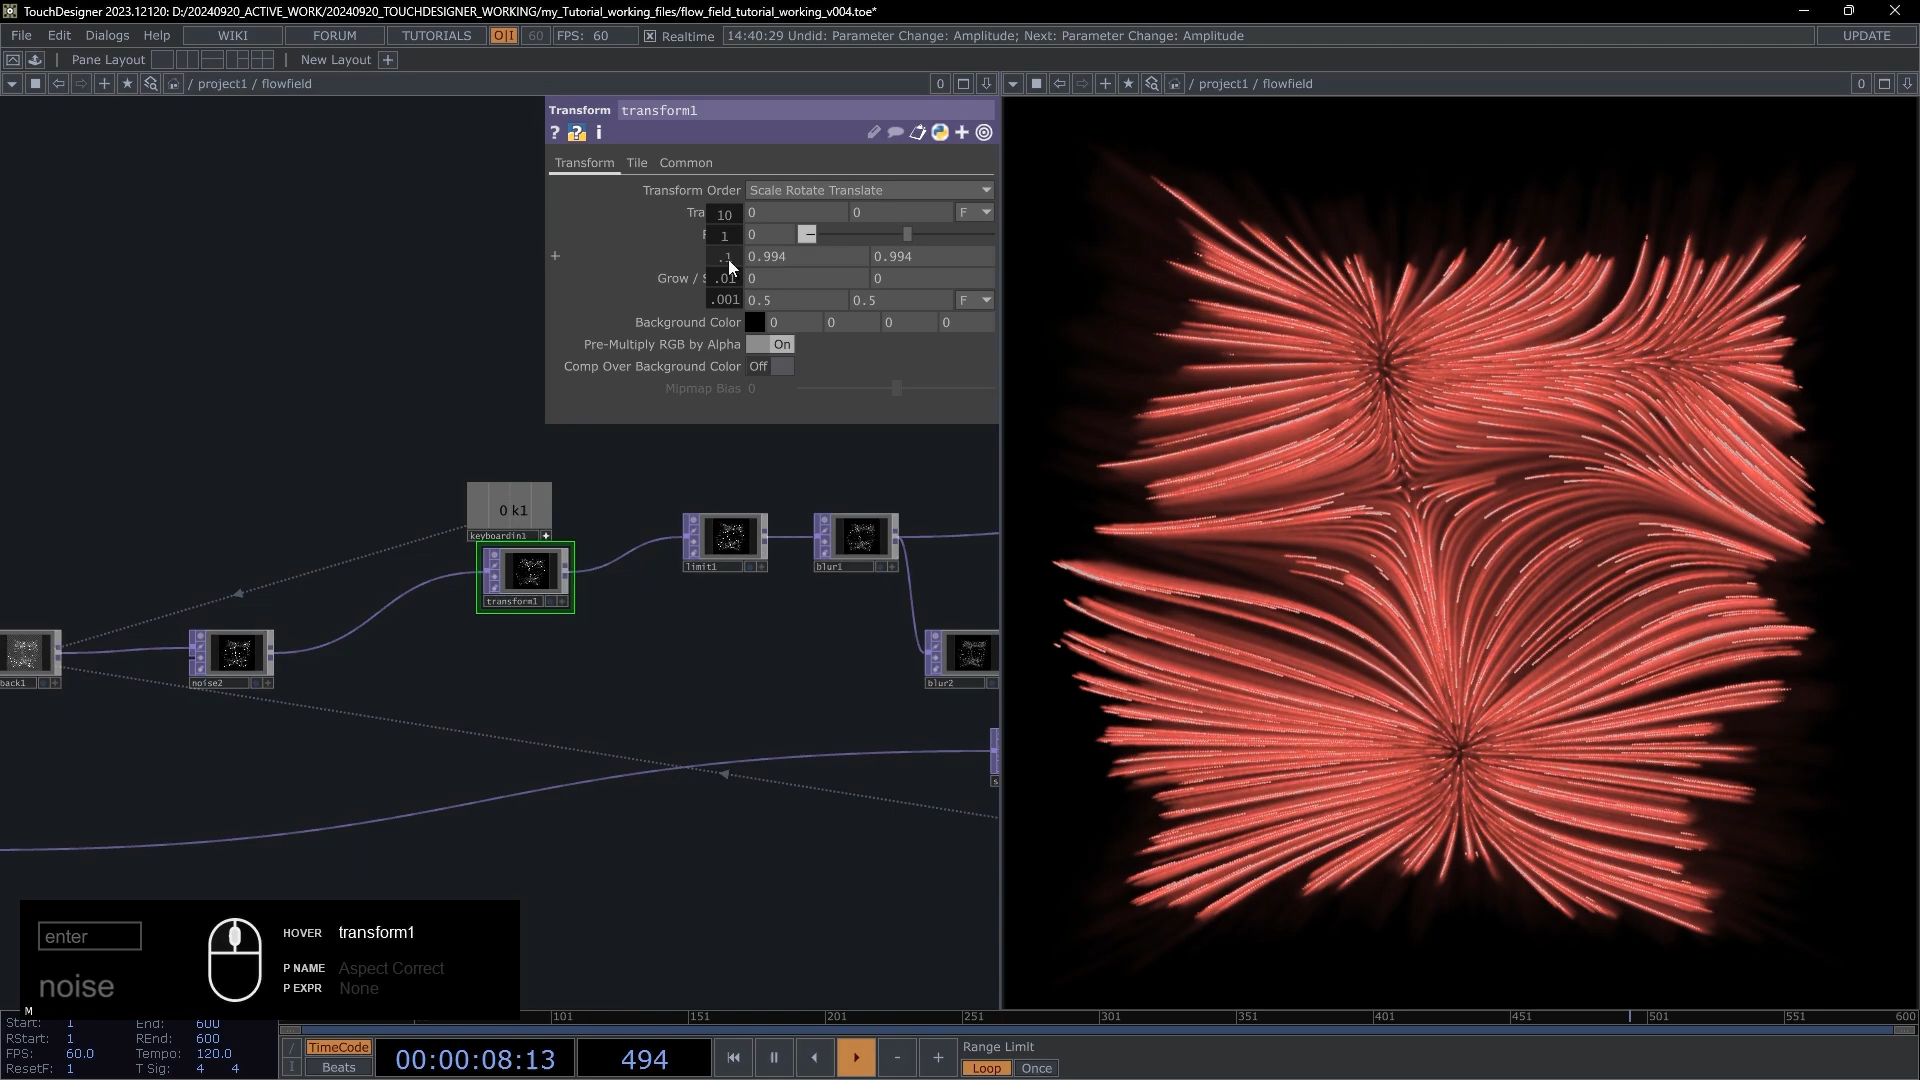 TouchDesigner 2023.12120: D:/20240920_ACTIVE_WORK/20240920_TOUCHDESIGNER_WORKING/my_Tutorial_working_files/flow_field_tutorial_working_v004.toe*
File Edit Dialogs Help WIKI FORUM TUTORIALS O|I 60 FPS: 60 Realtime 14:40:29 Undid: Parameter Change: Amplitude; Next: Parameter Change: Amplitude UPDATE
Pane Layout New Layout +
/ project1 / flowfield 0
/ project1 / flowfield 0
Transform transform1
? ? i
Transform Tile Common
Transform Order Scale Rotate Translate
Tra 10 0 0 F
1 0
.1 0.994 0.994
Grow / .01 0 0
.001 0.5 0.5 F
Background Color 0 0 0 0
Pre-Multiply RGB by Alpha On
Comp Over Background Color Off
Mipmap Bias 0
0 k1
keyboardin1
transform1
limit1
blur1
back1
noise2
blur2
enter
noise
M
HOVER transform1
P NAME Aspect Correct
P EXPR None
Start: 1 End: 600
RStart: 1 REnd: 600
FPS: 60.0 Tempo: 120.0
ResetF: 1 T Sig: 4 4
101 151 201 251 301 351 401 451 501 551 600
TimeCode
Beats
00:00:08:13
494
- +
Range Limit
Loop Once